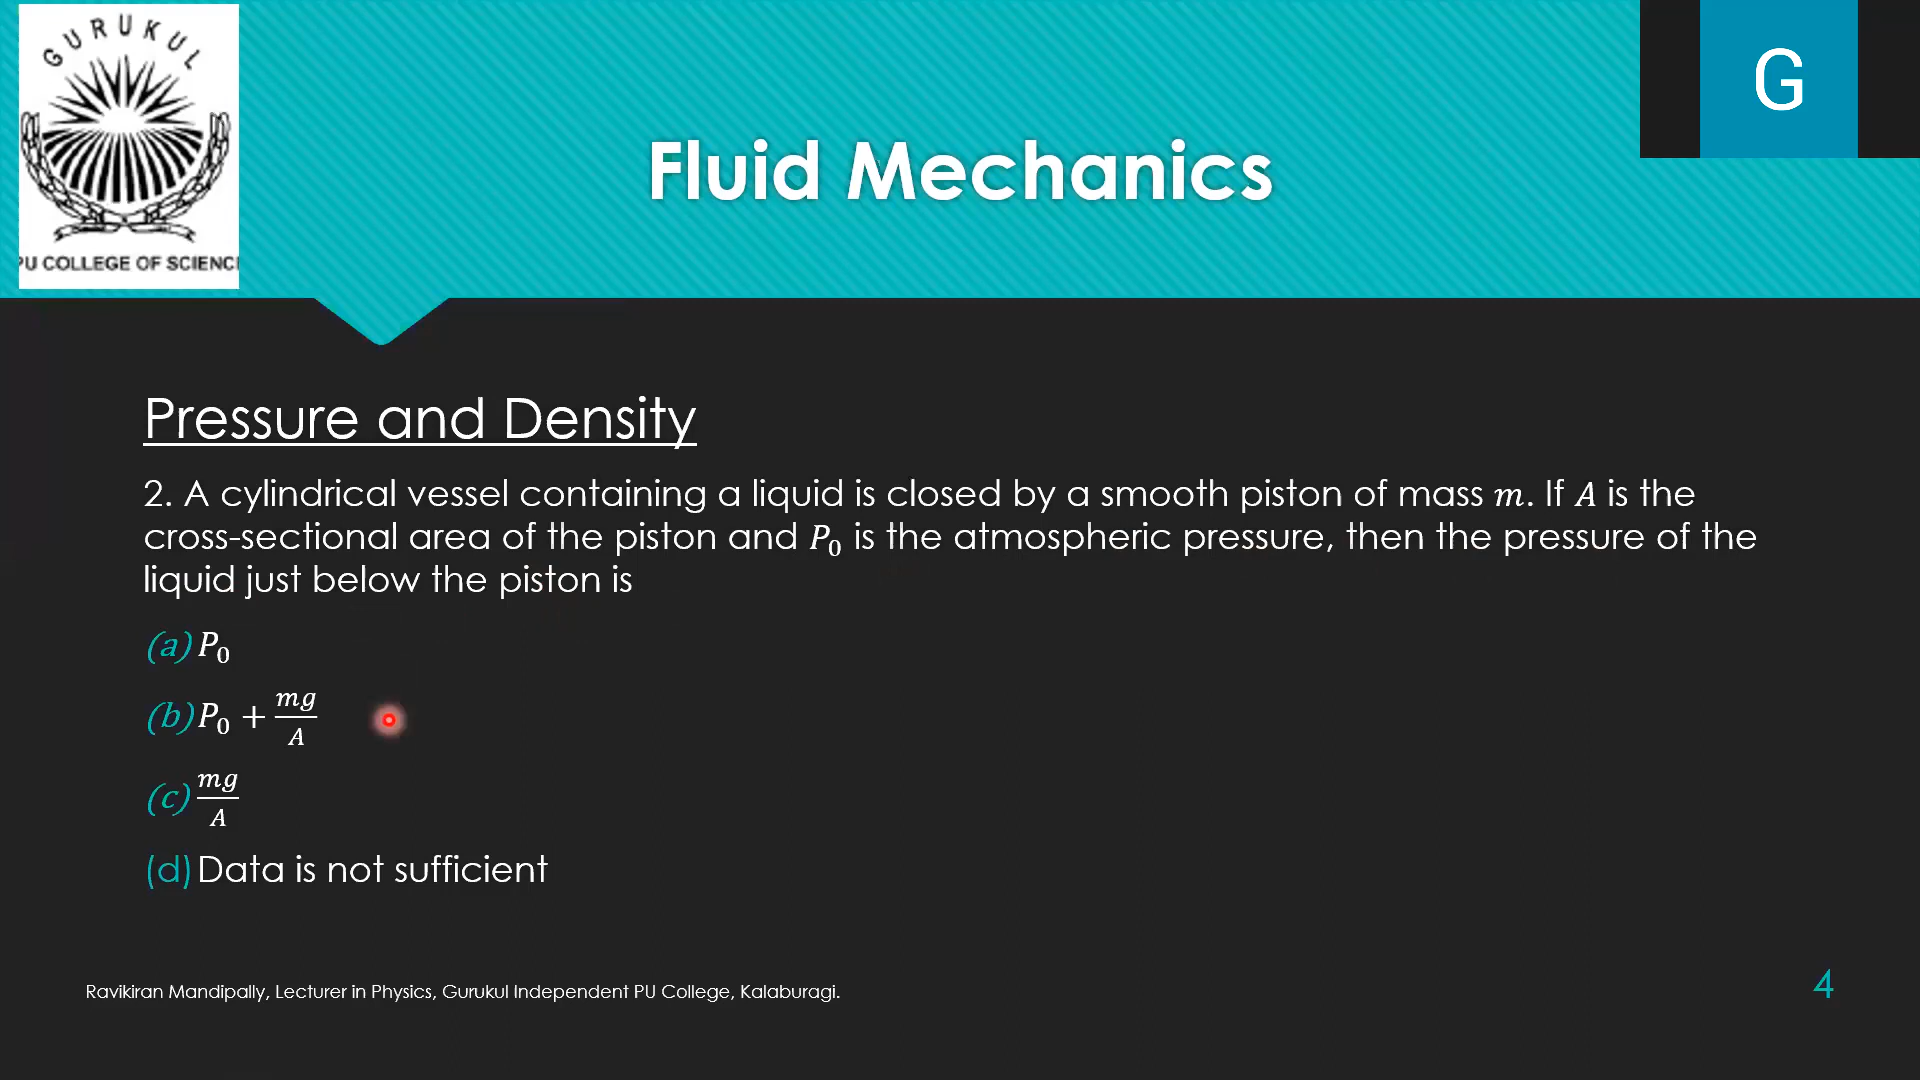 GURUKUL
PU COLLEGE OF SCIENC
G
Fluid Mechanics
Pressure and Density
2. A cylindrical vessel containing a liquid is closed by a smooth piston of mass m. If A is the
cross-sectional area of the piston and P₀ is the atmospheric pressure, then the pressure of the
liquid just below the piston is
(a) P₀
(b) P₀ + mg/A
(c) mg/A
(d) Data is not sufficient
Ravikiran Mandipally, Lecturer in Physics, Gurukul Independent PU College, Kalaburagi.
4